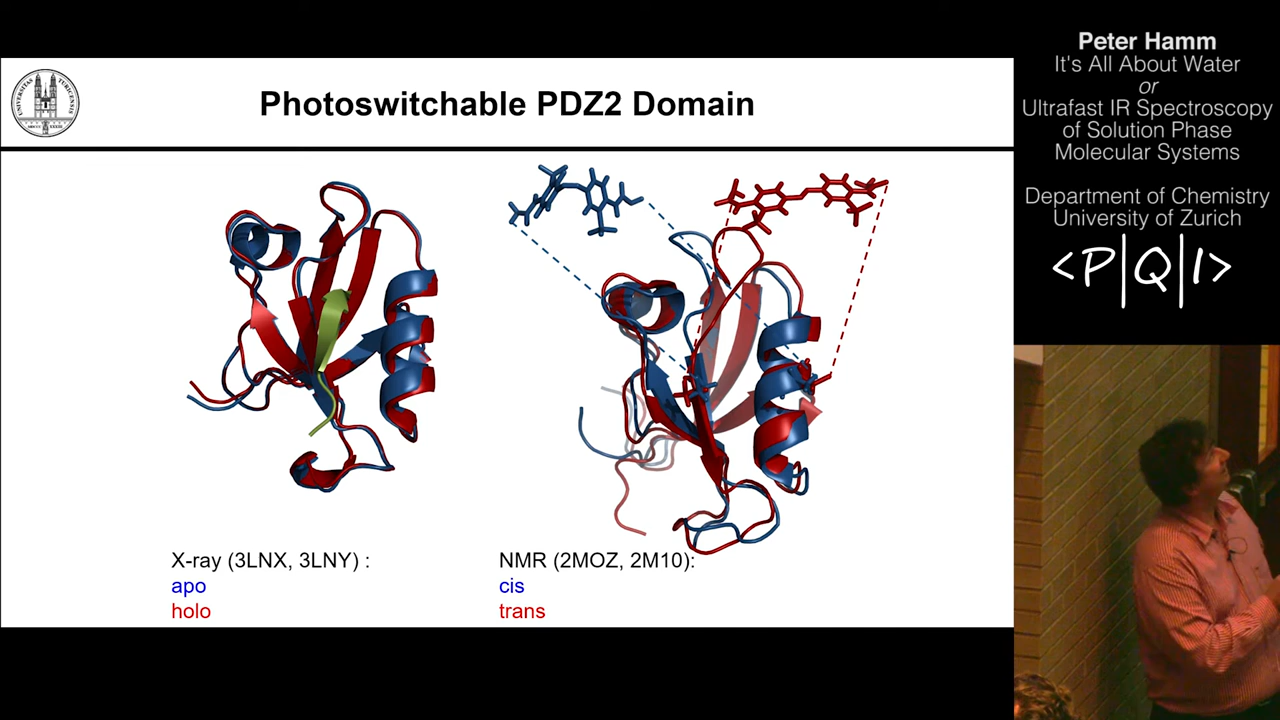 Photoswitchable PDZ2 Domain
X-ray (3LNX, 3LNY) :
apo
holo
NMR (2MOZ, 2M10):
cis
trans
Peter Hamm
It's All About Water
or
Ultrafast IR Spectroscopy
of Solution Phase
Molecular Systems
Department of Chemistry
University of Zurich
<P|Q|I>